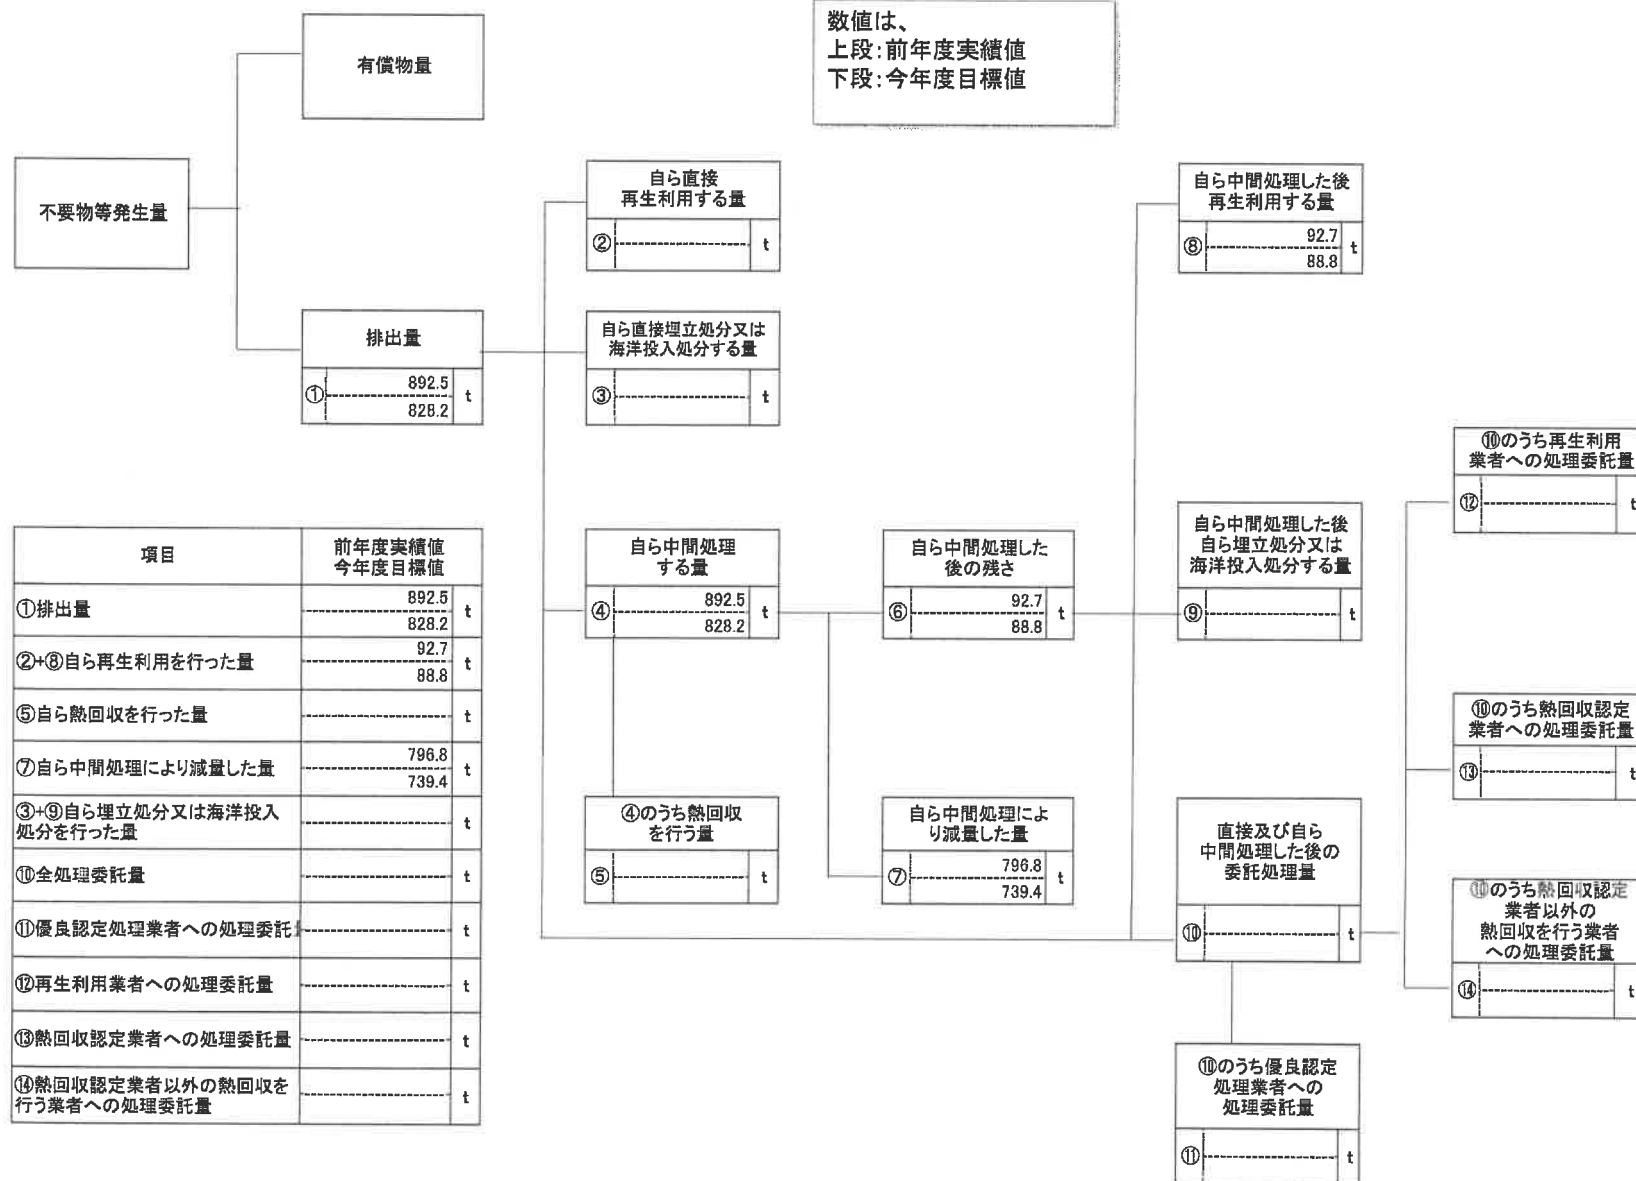 数値は、
上段:前年度実績値
下段:今年度目標値
有償物量
不要物等発生量
排出量
① 892.5 t
828.2
自ら直接
再生利用する量
② t
自ら直接埋立処分又は
海洋投入処分する量
③ t
自ら中間処理
する量
④ 892.5 t
828.2
④のうち熱回収
を行う量
⑤ t
自ら中間処理した
後の残さ
⑥ 92.7 t
88.8
自ら中間処理によ
り減量した量
⑦ 796.8 t
739.4
自ら中間処理した後
再生利用する量
⑧ 92.7 t
88.8
自ら中間処理した後
自ら埋立処分又は
海洋投入処分する量
⑨ t
直接及び自ら
中間処理した後の
委託処理量
⑩ t
⑩のうち優良認定
処理業者への
処理委託量
⑪ t
⑩のうち再生利用
業者への処理委託量
⑫ t
⑩のうち熱回収認定
業者への処理委託量
⑬ t
⑩のうち熱回収認定
業者以外の
熱回収を行う業者
への処理委託量
⑭ t
項目
前年度実績値
今年度目標値
①排出量 892.5 t
828.2
②+⑧自ら再生利用を行った量 92.7 t
88.8
⑤自ら熱回収を行った量 t
⑦自ら中間処理により減量した量 796.8 t
739.4
③+⑨自ら埋立処分又は海洋投入
処分を行った量 t
⑩全処理委託量 t
⑪優良認定処理業者への処理委託 t
⑫再生利用業者への処理委託量 t
⑬熱回収認定業者への処理委託量 t
⑭熱回収認定業者以外の熱回収を
行う業者への処理委託量 t